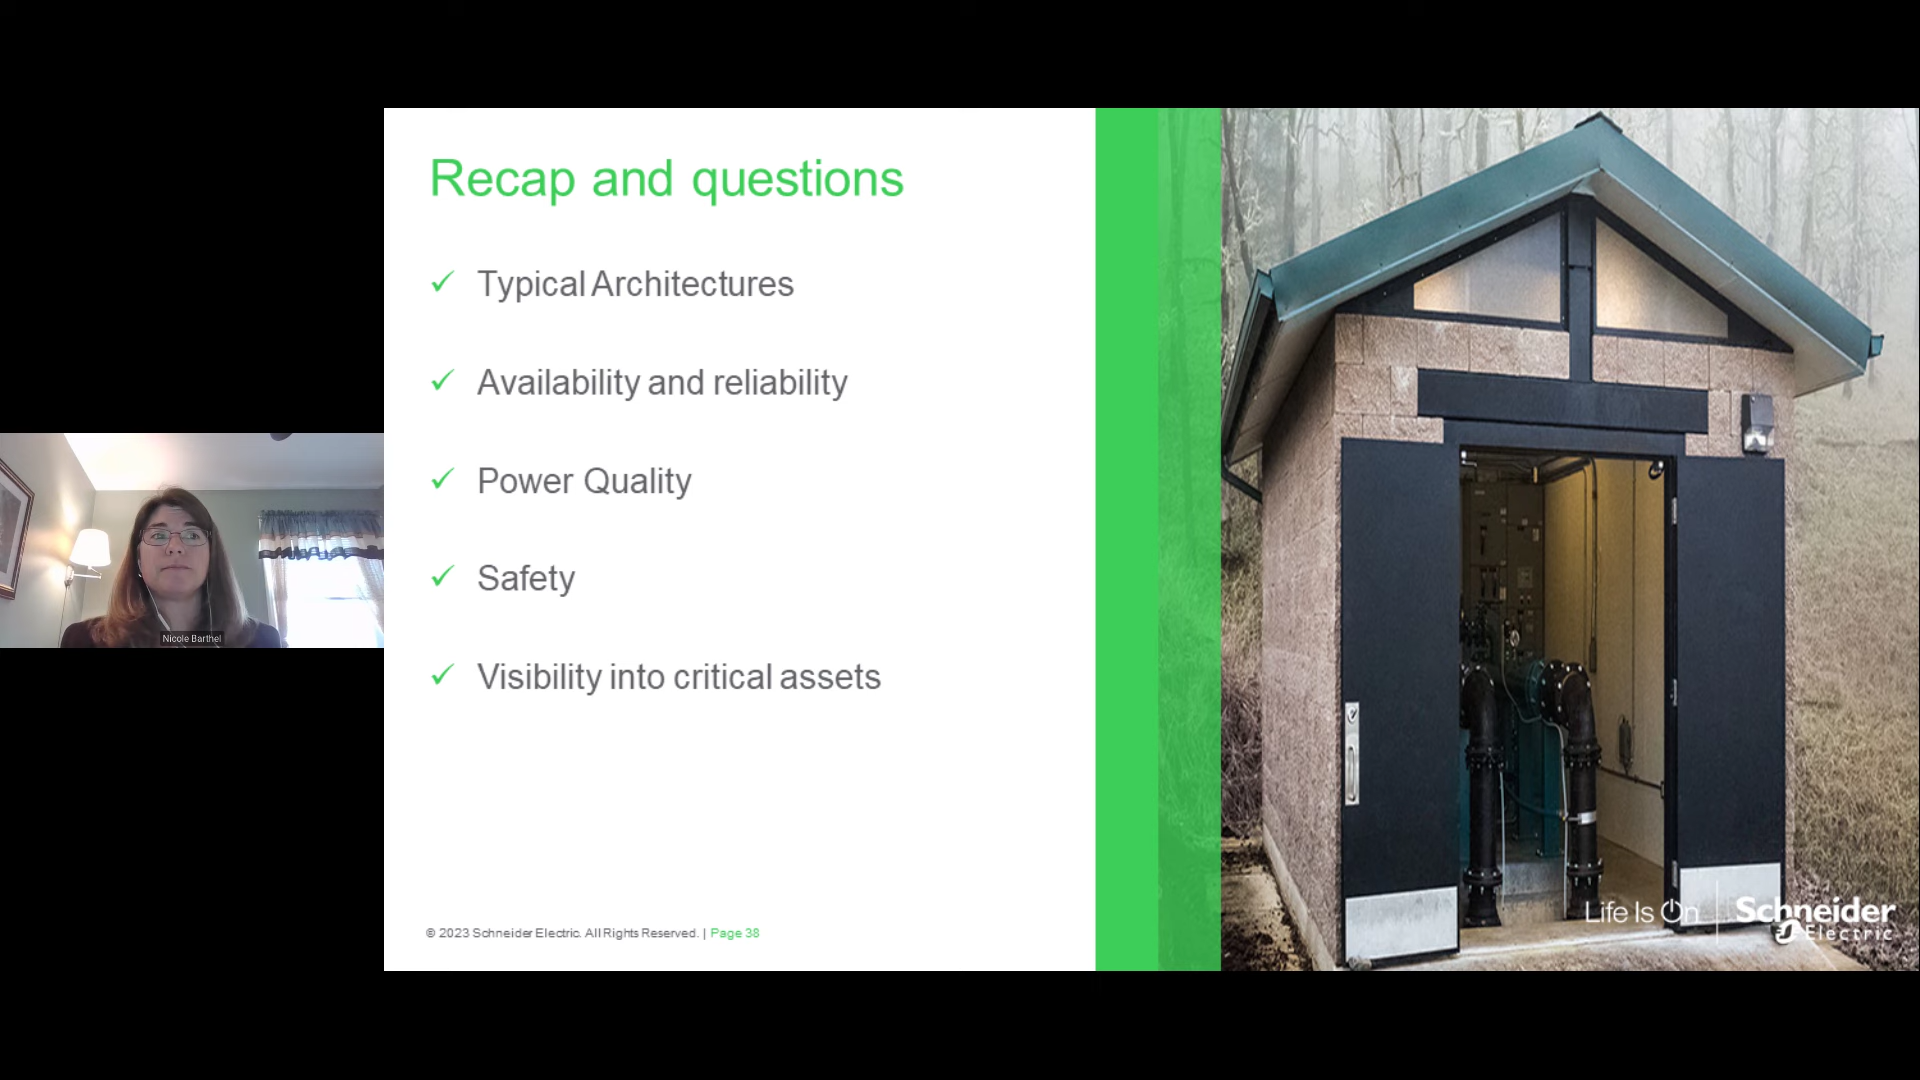 Recap and questions
✓ Typical Architectures
✓ Availability and reliability
✓ Power Quality
✓ Safety
✓ Visibility into critical assets
Nicole Barthel
© 2023 Schneider Electric. All Rights Reserved. | Page 38
Life Is On | Schneider
Electric